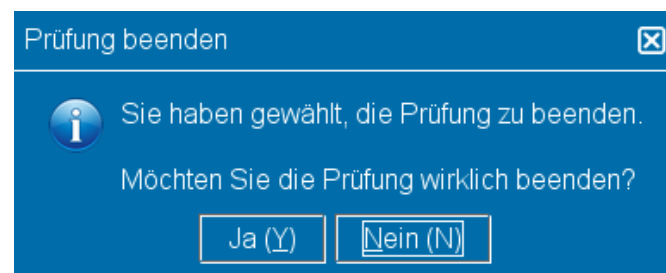 Prüfung beenden
Sie haben gewählt, die Prüfung zu beenden.
Möchten Sie die Prüfung wirklich beenden?
Ja (Y) Nein (N)